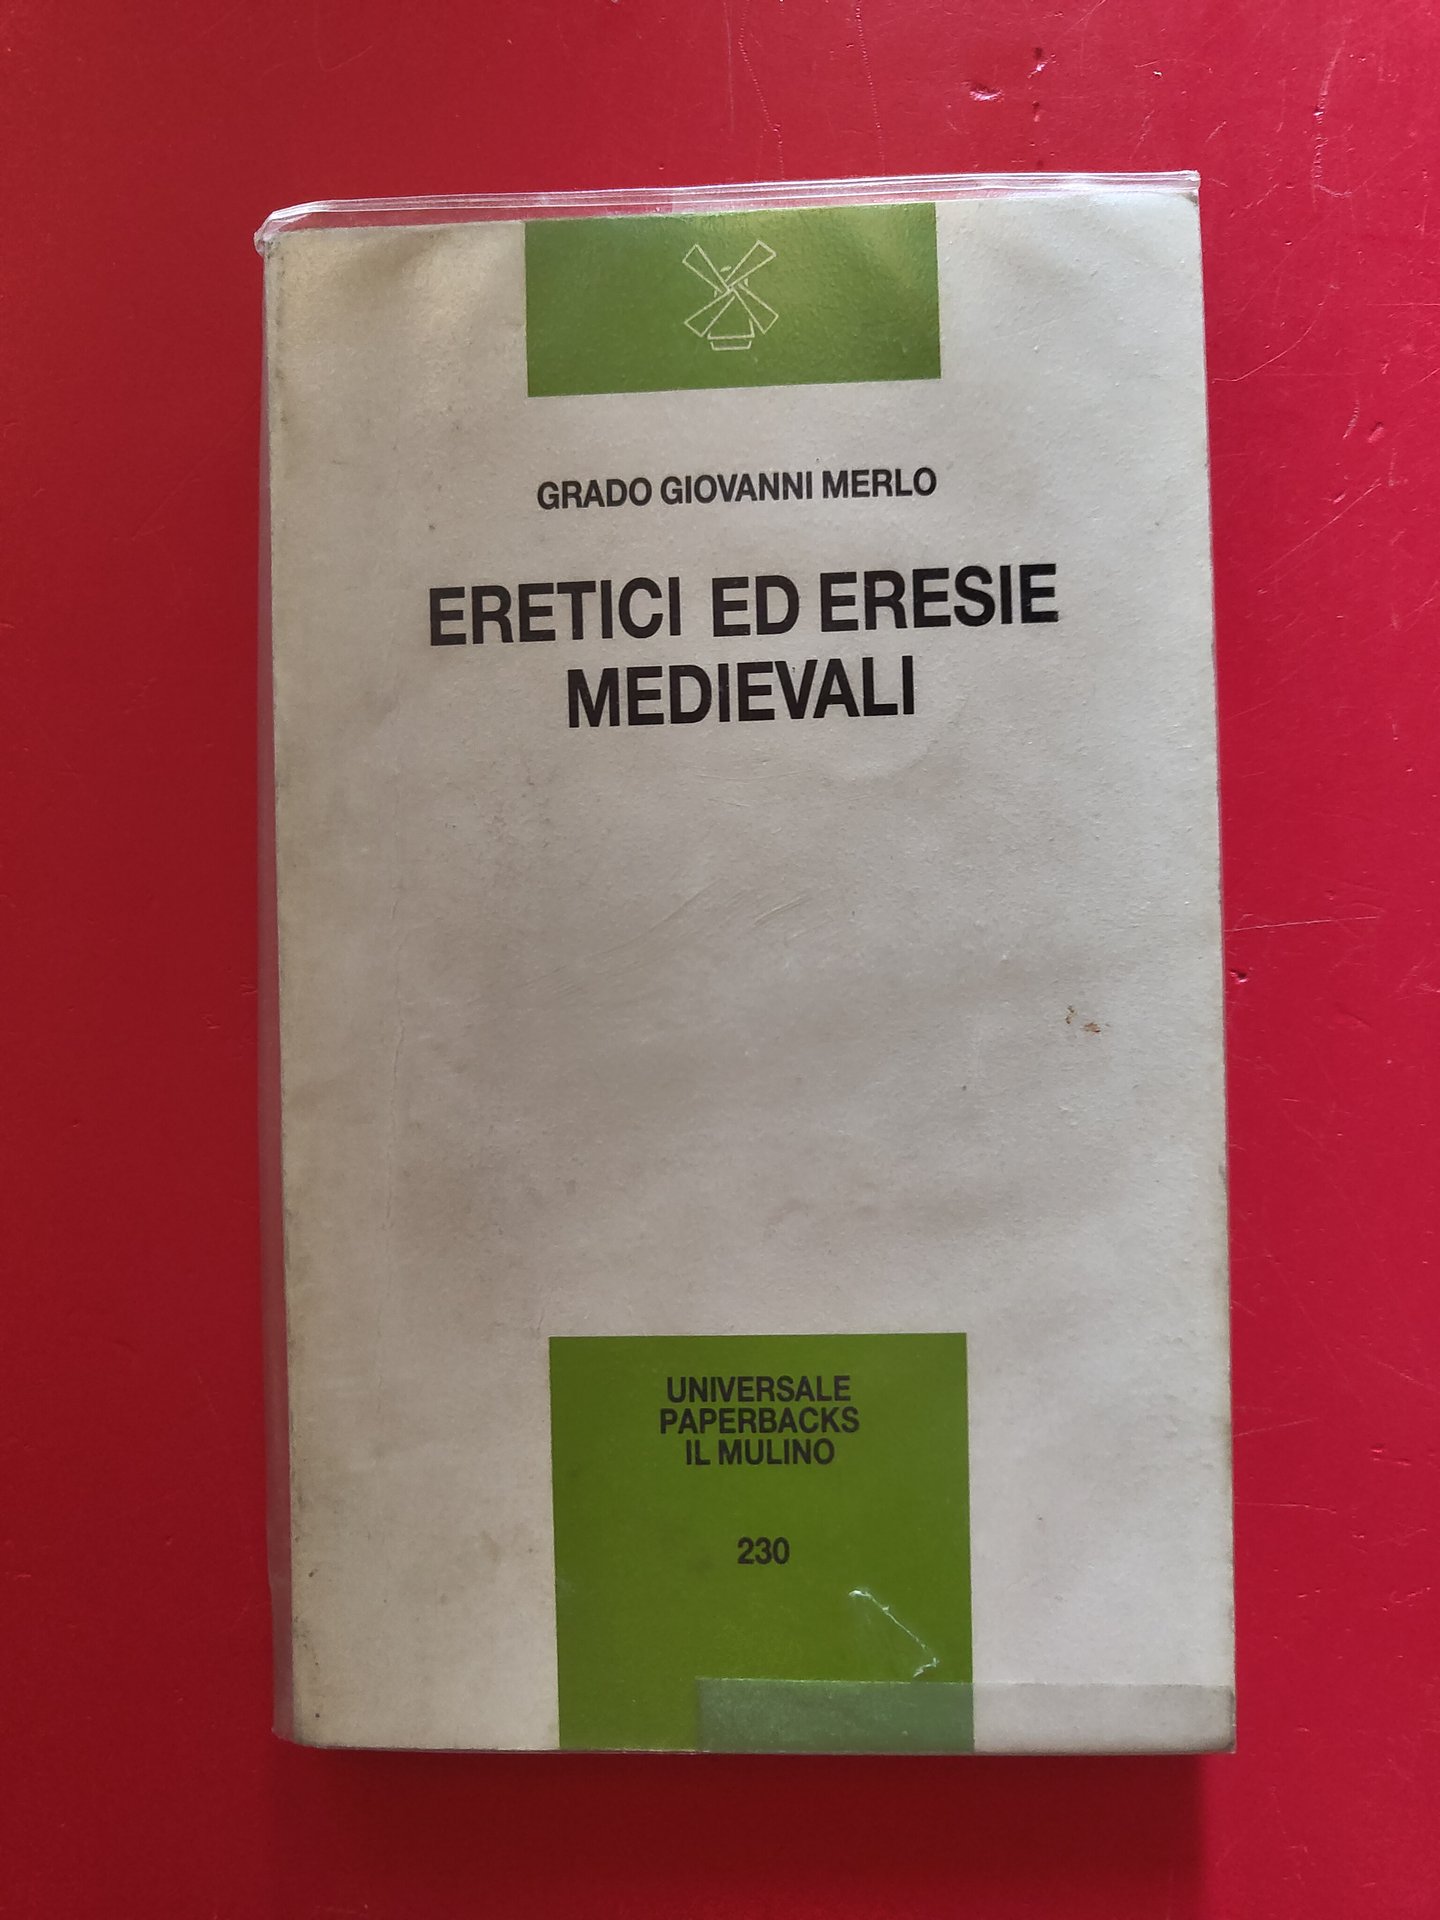 GRADO GIOVANNI MERLO
ERETICI ED ERESIE
MEDIEVALI
UNIVERSALE
PAPERBACKS
IL MULINO
230